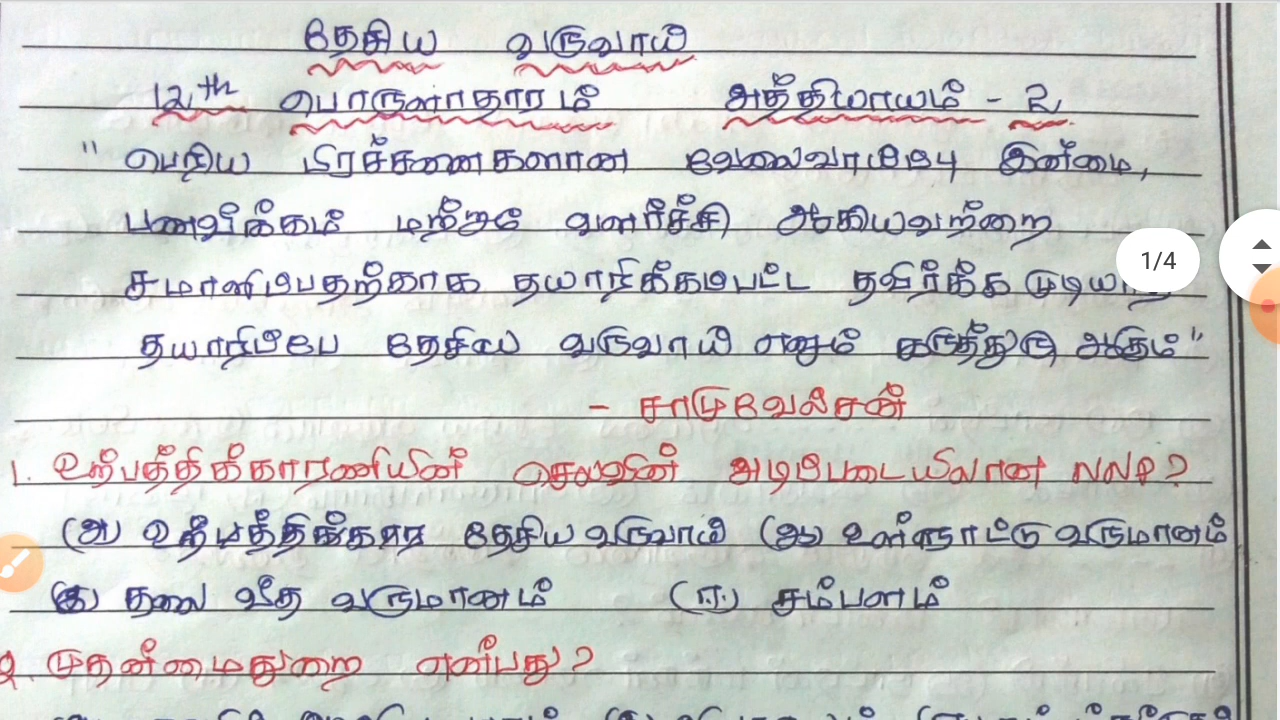 தேசிய வருவாய்
12th பொருளாதாரம் அத்தியாயம் - 2
" பெரிய பிரச்சனைகளான வேலைவாய்ப்பு இன்மை,
பணவீக்கம் மற்றும் வளர்ச்சி ஆகியவற்றை
1/4
சமாளிப்பதற்காக தயாரிக்கப்பட்ட தவிர்க்க
தயாரிப்பே தேசிய வருவாய் எனும் கருத்துரு ஆகும் "
- சாமுவேல்சன்
1. உற்பத்திக்காரணியின் செலவின் அடிப்படையிலான NNP ?
(அ) உற்பத்திக்கார தேசிய வருவாய் (ஆ) உள்நாட்டு வருமானம்
(இ) தலை வீத வருமானம் (ஈ) சம்பளம்
2. முதன்மைதுறை என்பது ?